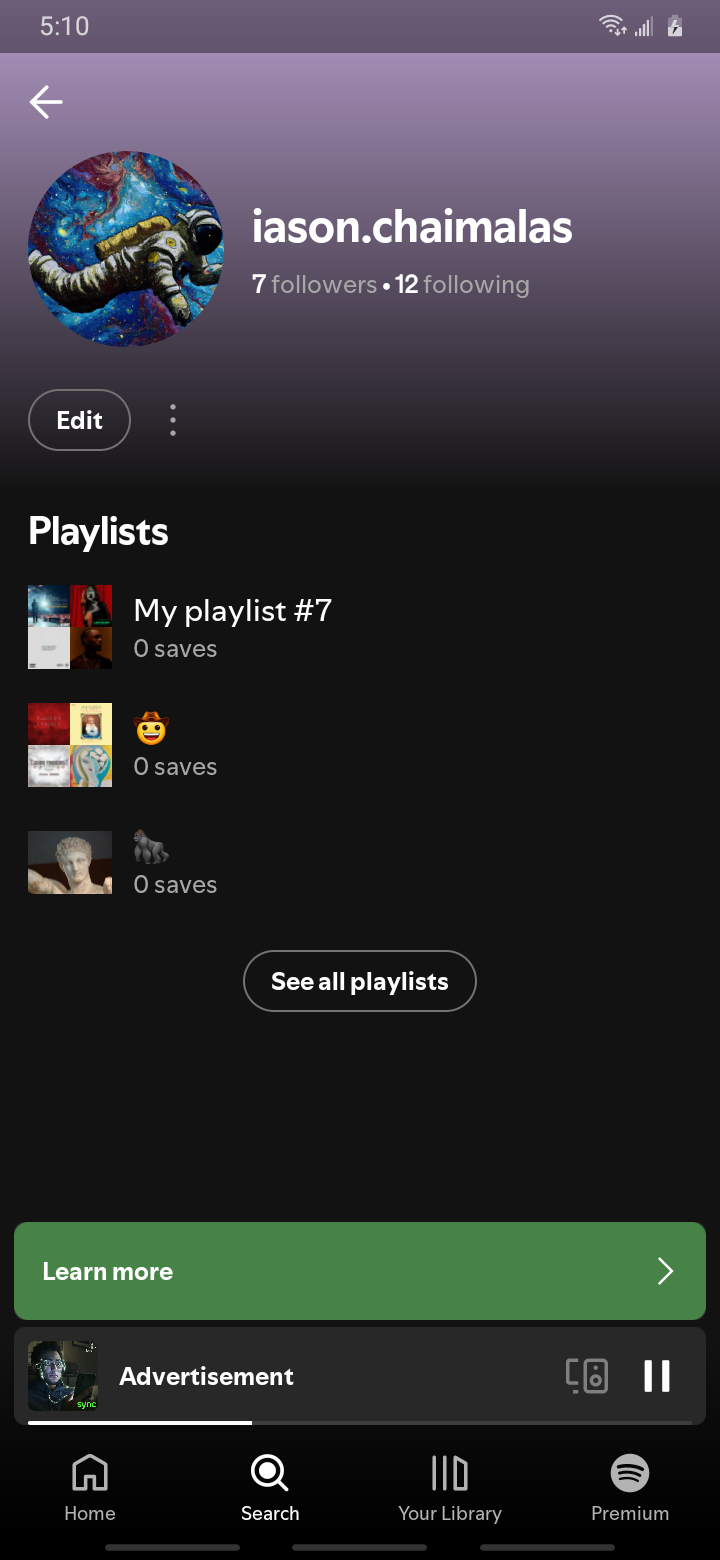 5:10
iason.chaimalas
7 followers • 12 following
Edit
Playlists
My playlist #7
0 saves
🤠
0 saves
🦍
0 saves
See all playlists
Learn more
sync
Advertisement
Home
Search
Your Library
Premium